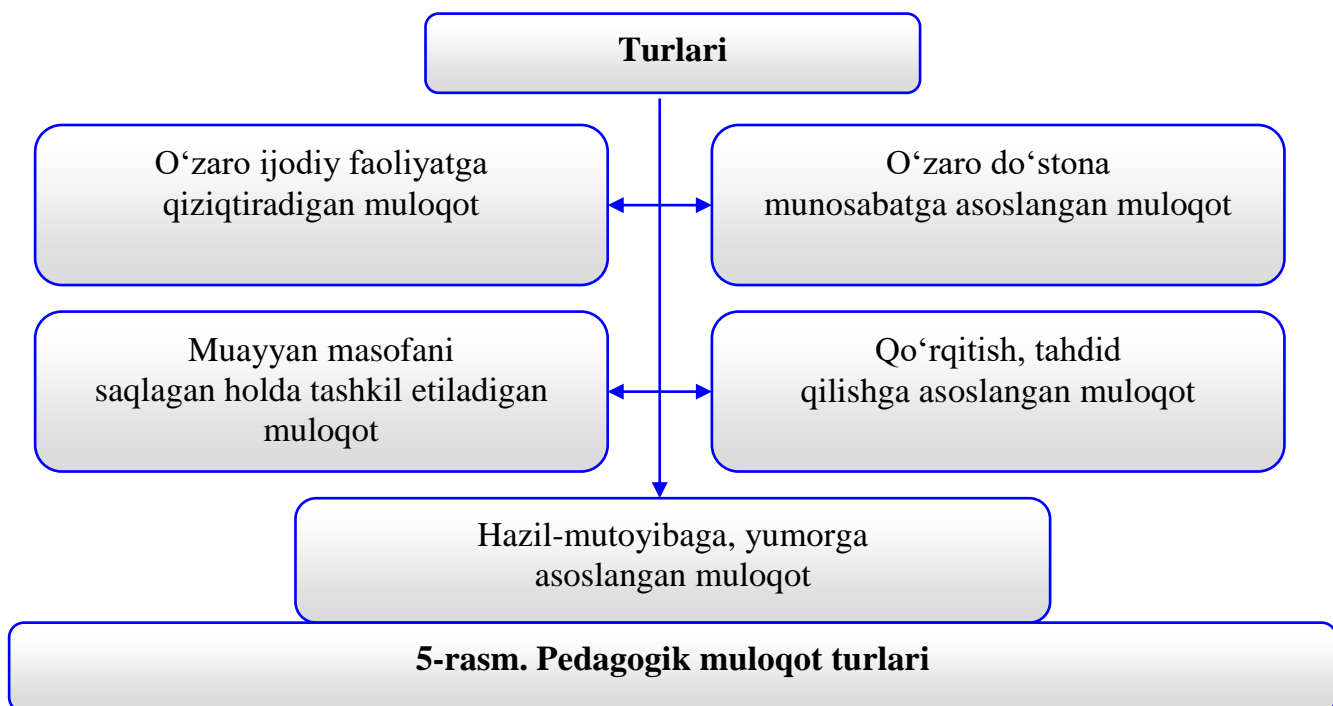 Turlari
O‘zaro ijodiy faoliyatga
qiziqtiradigan muloqot
O‘zaro do‘stona
munosabatga asoslangan muloqot
Muayyan masofani
saqlagan holda tashkil etiladigan
muloqot
Qo‘rqitish, tahdid
qilishga asoslangan muloqot
Hazil-mutoyibaga, yumorga
asoslangan muloqot
5-rasm. Pedagogik muloqot turlari